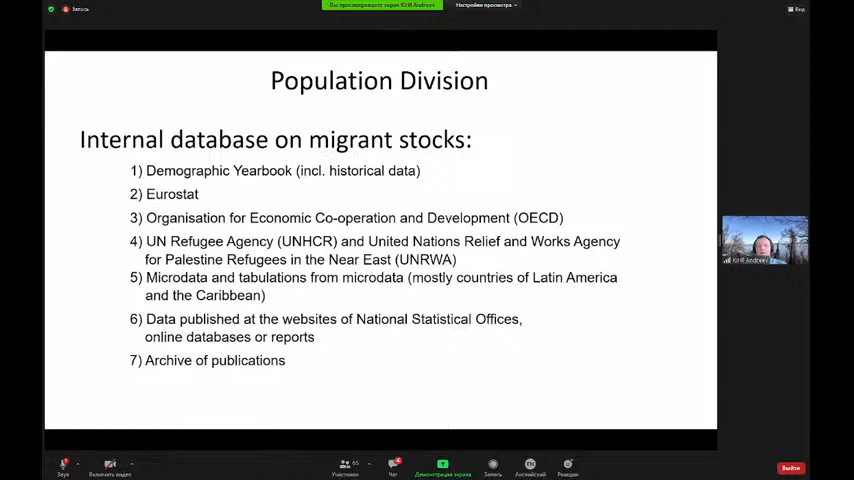 Запись
Вы просматриваете экран Kirill Andreev
Настройки просмотра
Вид
Population Division
Internal database on migrant stocks:
1) Demographic Yearbook (incl. historical data)
2) Eurostat
3) Organisation for Economic Co-operation and Development (OECD)
4) UN Refugee Agency (UNHCR) and United Nations Relief and Works Agency
for Palestine Refugees in the Near East (UNRWA)
5) Microdata and tabulations from microdata (mostly countries of Latin America
and the Caribbean)
6) Data published at the websites of National Statistical Offices,
online databases or reports
7) Archive of publications
Kirill Andreev
65
4
EN
Звук
Включить видео
Участники
Чат
Демонстрация экрана
Запись
Английский
Реакции
Выйти